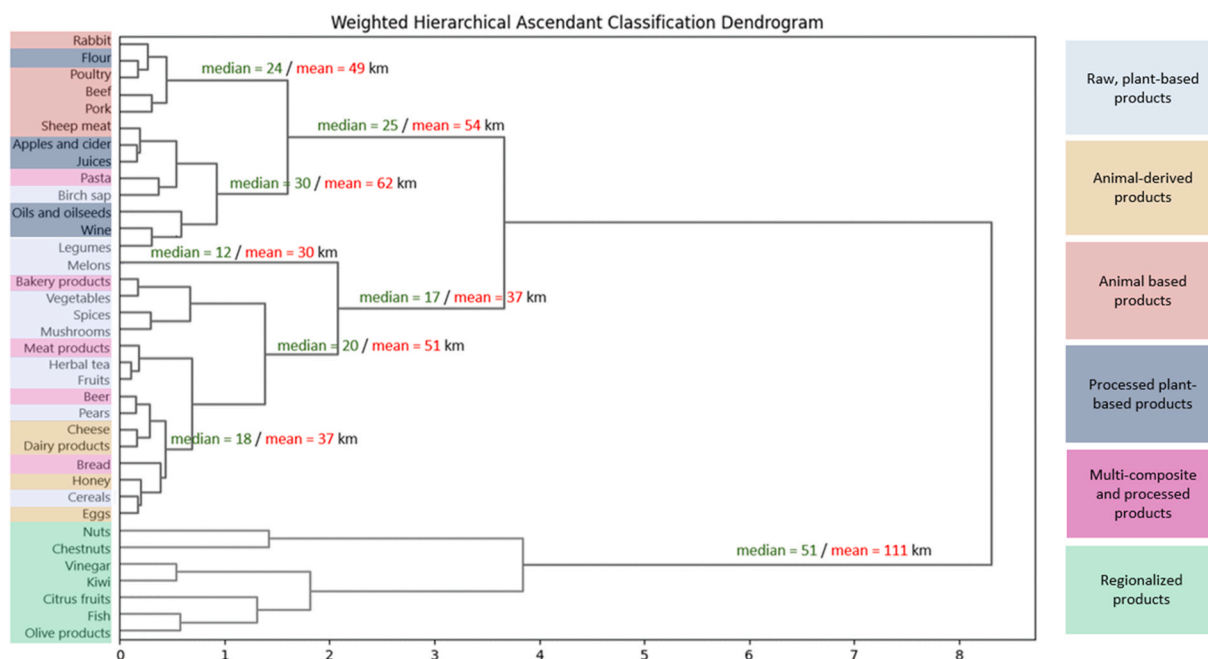 Weighted Hierarchical Ascendant Classification Dendrogram
Rabbit
Flour
Poultry
Beef
Pork
Sheep meat
Apples and cider
Juices
Pasta
Birch sap
Oils and oilseeds
Wine
Legumes
Melons
Bakery products
Vegetables
Spices
Mushrooms
Meat products
Herbal tea
Fruits
Beer
Pears
Cheese
Dairy products
Bread
Honey
Cereals
Eggs
Nuts
Chestnuts
Vinegar
Kiwi
Citrus fruits
Fish
Olive products
median = 24 / mean = 49 km
median = 25 / mean = 54 km
median = 30 / mean = 62 km
median = 12 / mean = 30 km
median = 17 / mean = 37 km
median = 20 / mean = 51 km
median = 18 / mean = 37 km
median = 51 / mean = 111 km
0 1 2 3 4 5 6 7 8
Raw, plant-based
products
Animal-derived
products
Animal based
products
Processed plant-
based products
Multi-composite
and processed
products
Regionalized
products